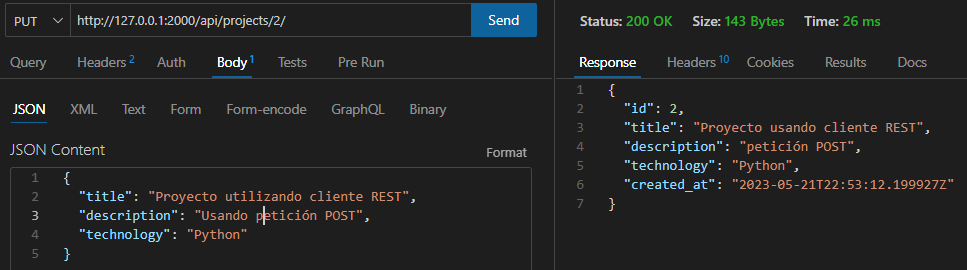 PUT http://127.0.0.1:2000/api/projects/2/ Send
Query Headers 2 Auth Body 1 Tests Pre Run
JSON XML Text Form Form-encode GraphQL Binary
JSON Content Format
1 {
2 "title": "Proyecto utilizando cliente REST",
3 "description": "Usando petición POST",
4 "technology": "Python"
5 }
Status: 200 OK Size: 143 Bytes Time: 26 ms
Response Headers 10 Cookies Results Docs
1 {
2 "id": 2,
3 "title": "Proyecto usando cliente REST",
4 "description": "petición POST",
5 "technology": "Python",
6 "created_at": "2023-05-21T22:53:12.199927Z"
7 }